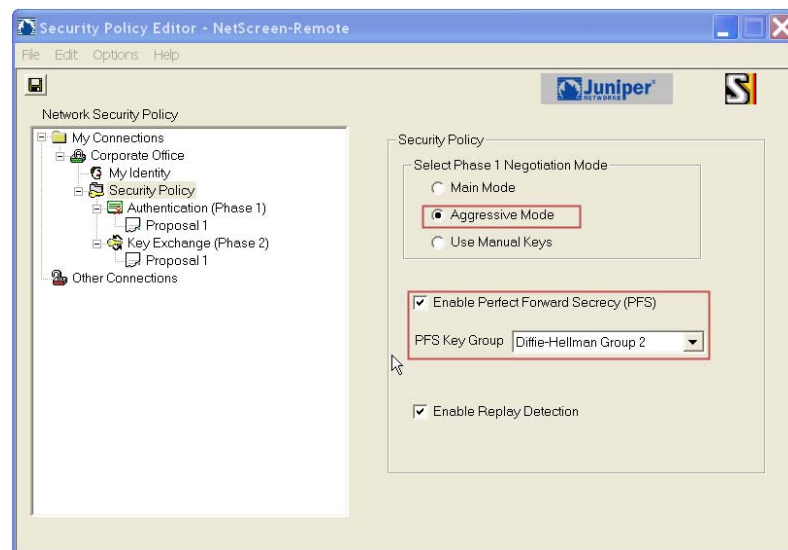 Security Policy Editor - NetScreen-Remote
File Edit Options Help
Juniper
NETWORKS
S
Network Security Policy
My Connections
Corporate Office
My Identity
Security Policy
Authentication (Phase 1)
Proposal 1
Key Exchange (Phase 2)
Proposal 1
Other Connections
Security Policy
Select Phase 1 Negotiation Mode
Main Mode
Aggressive Mode
Use Manual Keys
Enable Perfect Forward Secrecy (PFS)
PFS Key Group Diffie-Hellman Group 2
Enable Replay Detection